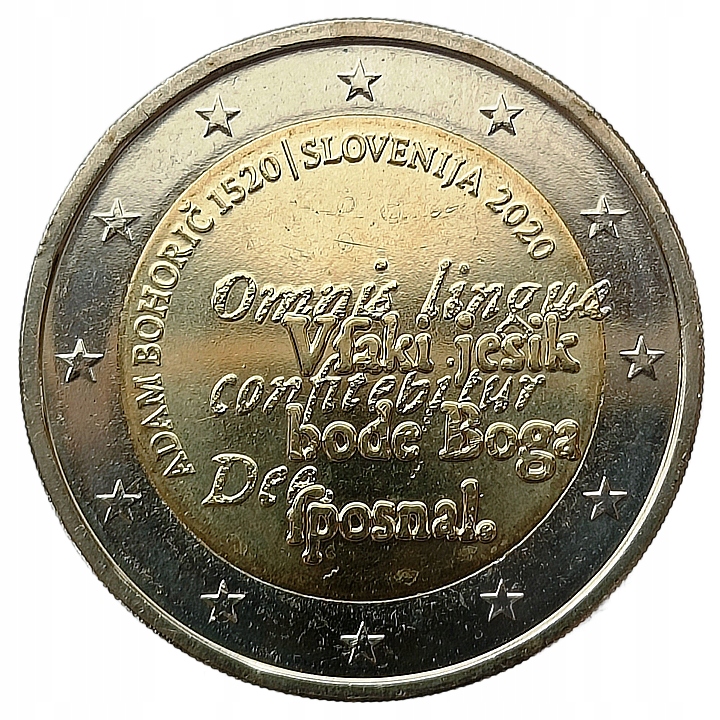 ADAM BOHORIČ 1520 | SLOVENIJA 2020
Omnis lingua
Vſaki jesik
confitebitur
bode Boga
Deo.
ſposnal.